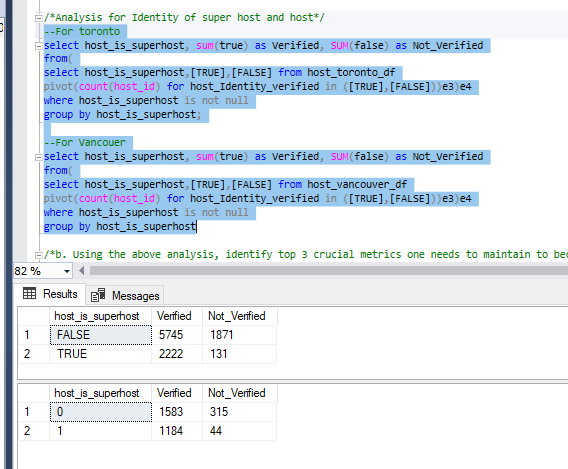 /*Analysis for Identity of super host and host*/
--For toronto
select host_is_superhost, sum(true) as Verified, SUM(false) as Not_Verified
from(
select host_is_superhost,[TRUE],[FALSE] from host_toronto_df
pivot(count(host_id) for host_Identity_verified in ([TRUE],[FALSE]))e3)e4
where host_is_superhost is not null
group by host_is_superhost;
--For Vancouer
select host_is_superhost, sum(true) as Verified, SUM(false) as Not_Verified
from(
select host_is_superhost,[TRUE],[FALSE] from host_vancouver_df
pivot(count(host_id) for host_Identity_verified in ([TRUE],[FALSE]))e3)e4
where host_is_superhost is not null
group by host_is_superhost
/*b. Using the above analysis, identify top 3 crucial metrics one needs to maintain to
82 %
Results Messages
host_is_superhost Verified Not_Verified
1 FALSE 5745 1871
2 TRUE 2222 131
host_is_superhost Verified Not_Verified
1 0 1583 315
2 1 1184 44